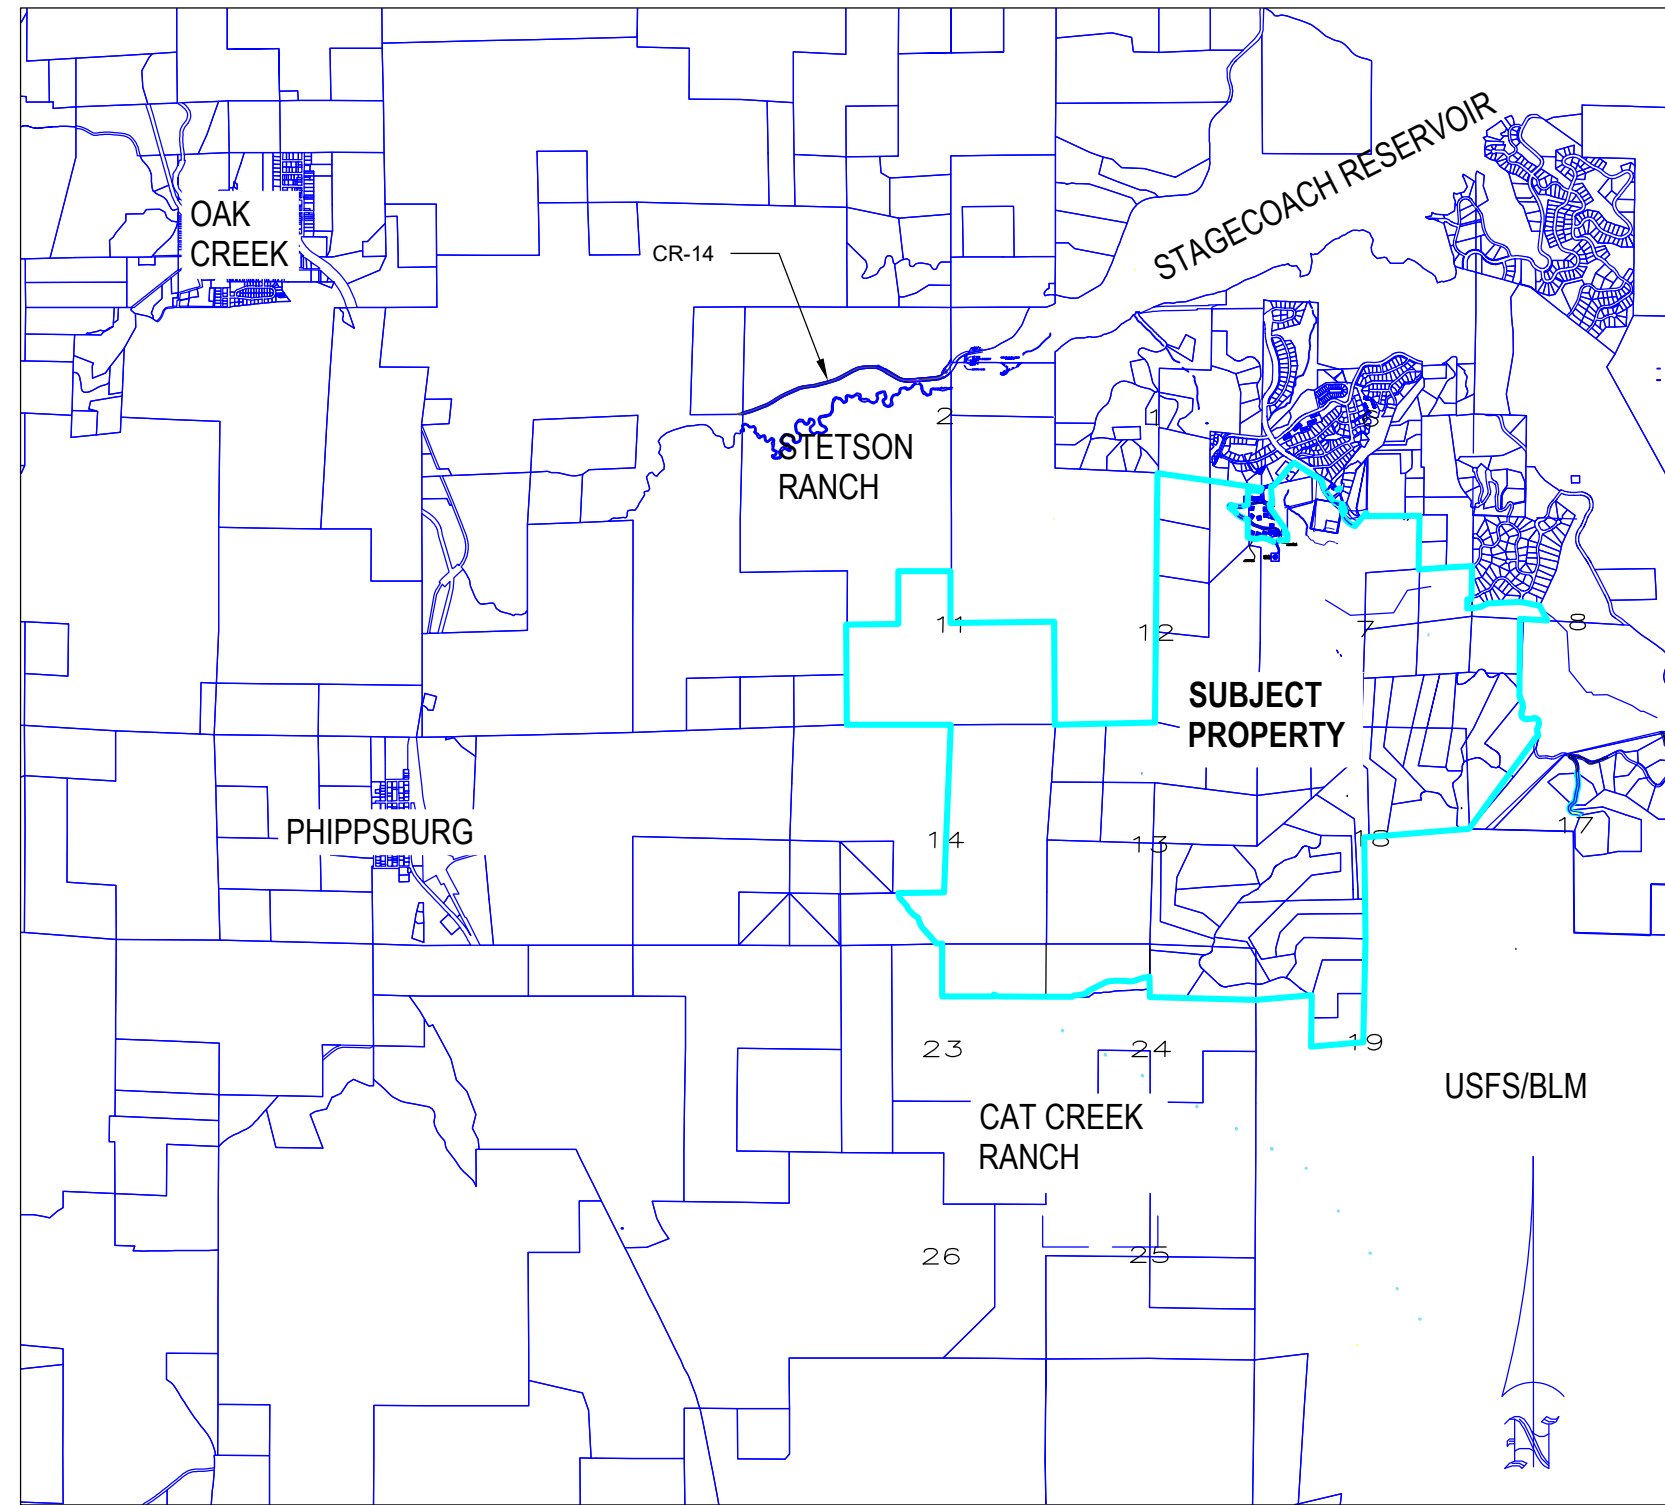 STAGECOACH RESERVOIR
OAK
CREEK
CR-14
2
1
6
STETSON
RANCH
11
12
7
8
SUBJECT
PROPERTY
PHIPPSBURG
14
13
18
17
23
24
19
USFS/BLM
CAT CREEK
RANCH
26
25
N